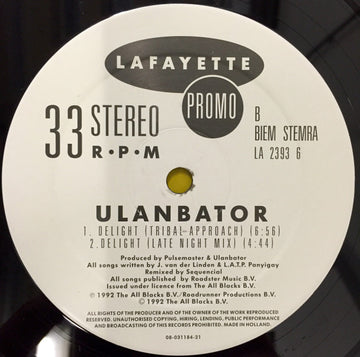 LAFAYETTE
PROMO
33 STEREO
R•P•M
B
BIEM STEMRA
LA 2393 6
ULANBATOR
1. DELIGHT (TRIBAL-APPROACH) (6:56)
2. DELIGHT (LATE NIGHT MIX) (4:44)
Produced by Pulsemaster & Ulanbator
All songs written by J. van der Linden & L.A.T.P. Panyigay
Remixed by Sequencial
All songs published by Roadster Music B.V.
Issued under licence from The All Blacks B.V.
℗ 1992 The All Blacks B.V./Roadrunner Productions B.V.
© 1992 The All Blacks B.V.
ALL RIGHTS OF THE PRODUCER AND OF THE OWNER OF THE WORK REPRODUCED
RESERVED. UNAUTHORISED COPYING, HIRING, LENDING, PUBLIC PERFORMANCE
AND BROADCASTING OF THIS RECORD PROHIBITED. MADE IN HOLLAND.
08-031184-21